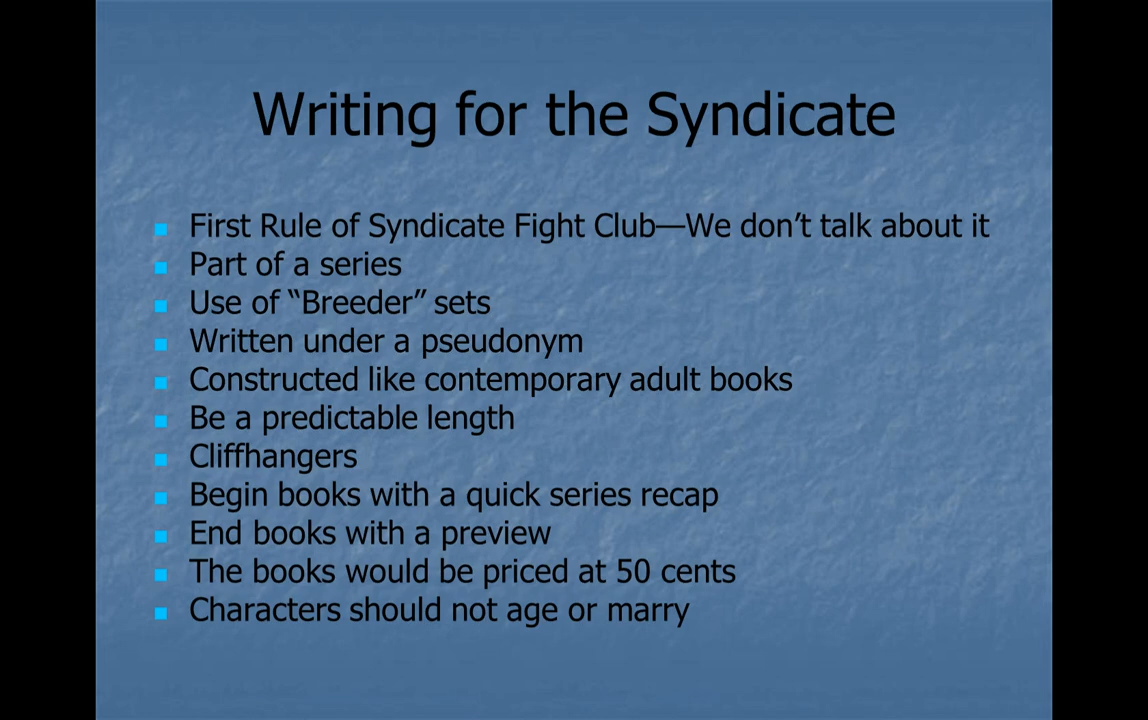 Writing for the Syndicate
First Rule of Syndicate Fight Club—We don’t talk about it
Part of a series
Use of “Breeder” sets
Written under a pseudonym
Constructed like contemporary adult books
Be a predictable length
Cliffhangers
Begin books with a quick series recap
End books with a preview
The books would be priced at 50 cents
Characters should not age or marry